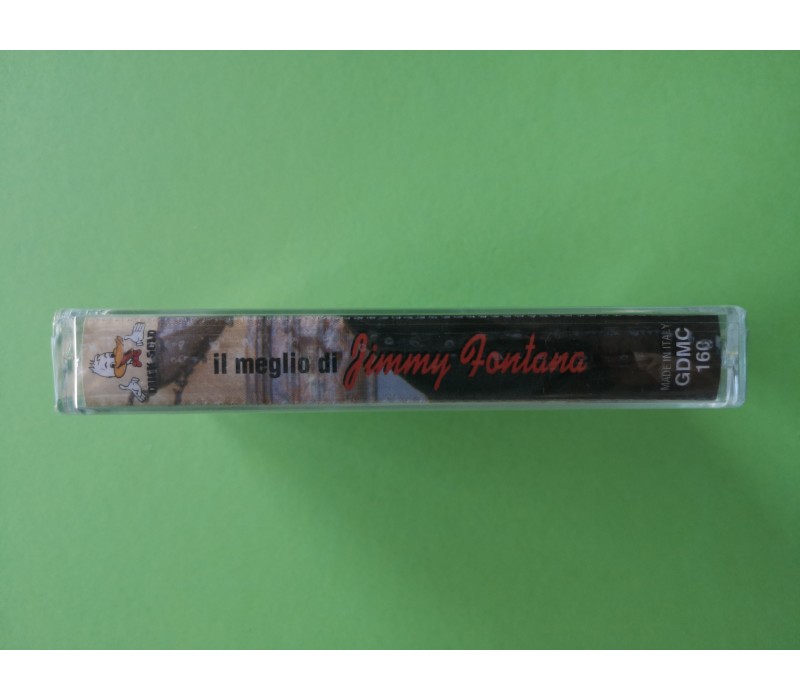 il meglio di Jimmy Fontana
MADE IN ITALY
GDMC
160